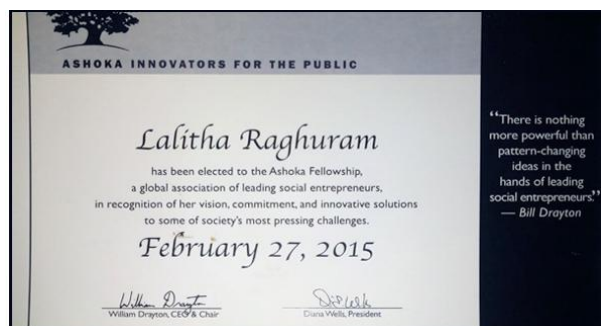 ASHOKA INNOVATORS FOR THE PUBLIC
Lalitha Raghuram
has been elected to the Ashoka Fellowship,
a global association of leading social entrepreneurs,
in recognition of her vision, commitment, and innovative solutions
to some of society's most pressing challenges.
February 27, 2015
William Drayton
William Drayton, CEO & Chair
Diana Wells, President
“There is nothing
more powerful than
pattern-changing
ideas in the
hands of leading
social entrepreneurs.”
— Bill Drayton